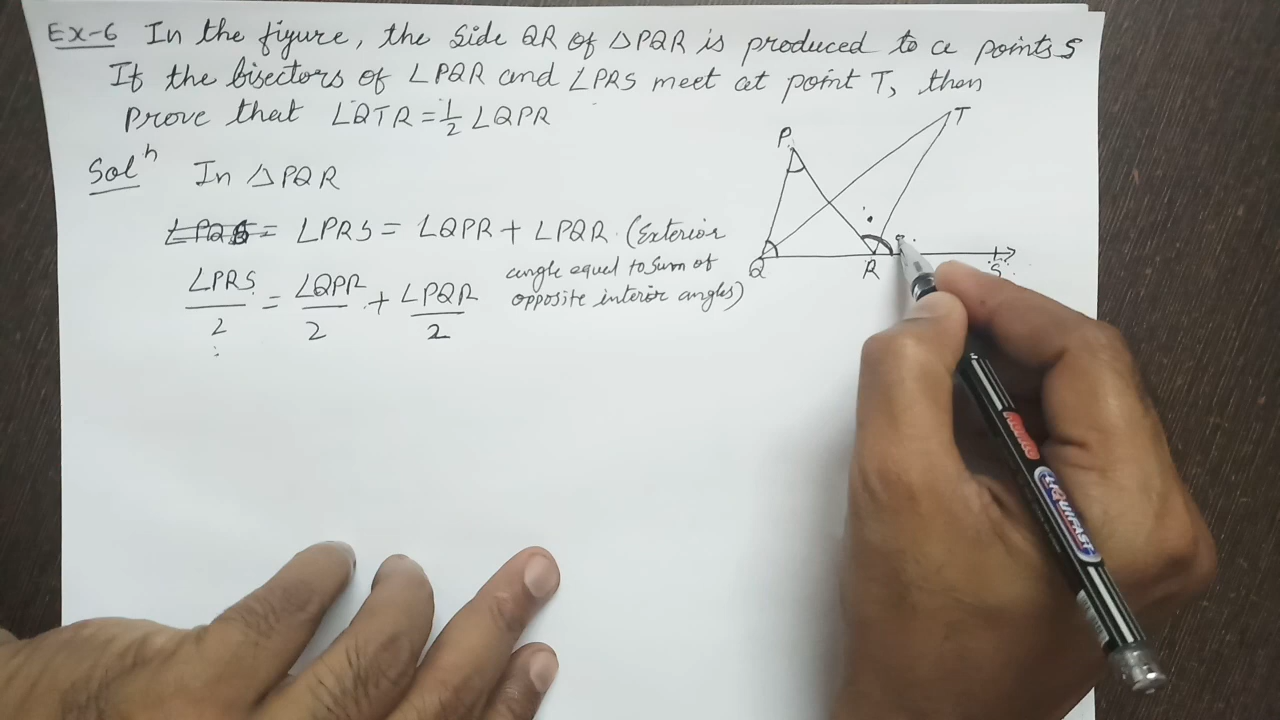 Ex-6 In the figure, the Side QR of △PQR is produced to a points S
If the bisectors of ∠PQR and ∠PRS meet at point T, then
Prove that ∠QTR = 1/2 ∠QPR
Solⁿ In △PQR
= ∠PRS = ∠QPR + ∠PQR (Exterior
angle equal to Sum of
opposite interior angles)
∠PRS/2 = ∠QPR/2 + ∠PQR/2
P
T
Q
R
S
LIQUIFAST